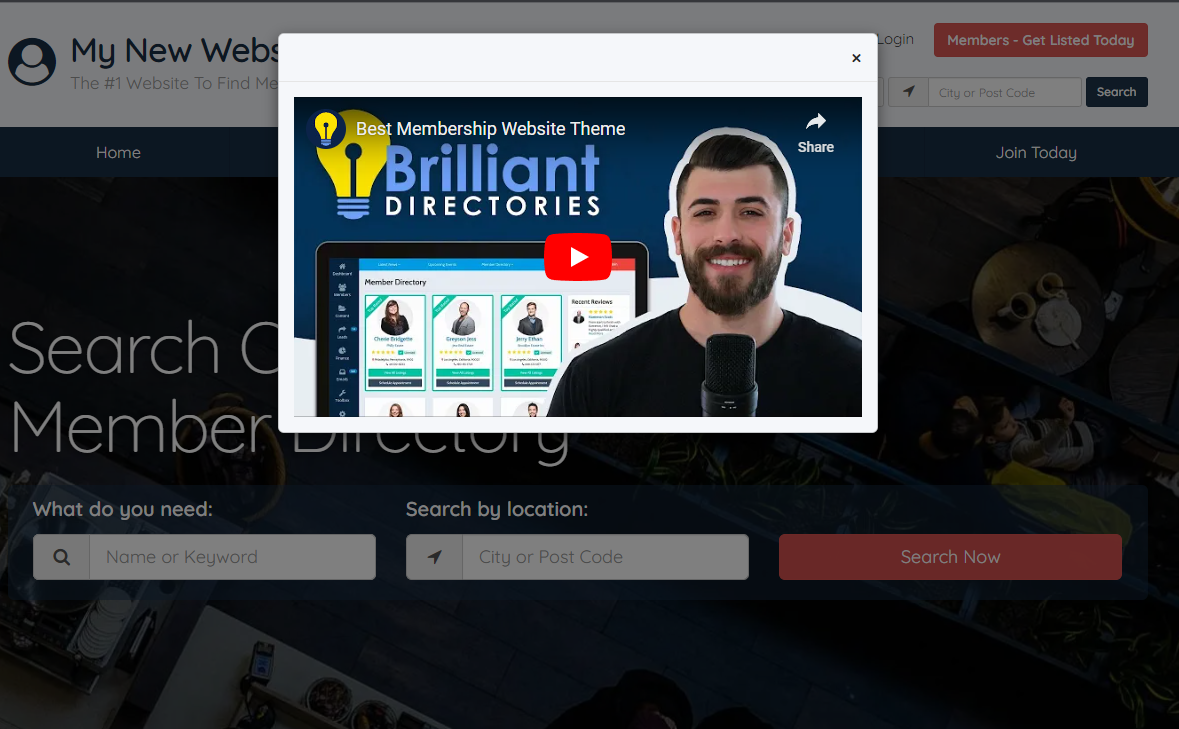 My New Webs
The #1 Website To Find Me
Login
Members - Get Listed Today
City or Post Code
Search
Home
Join Today
×
Best Membership Website Theme
Share
Brilliant
DIRECTORIES
Member Directory
Recent Reviews
Cherie Blidgette
Greyson Jess
Jerry Ethan
Search C
Member Directory
What do you need:
Search by location:
Name or Keyword
City or Post Code
Search Now